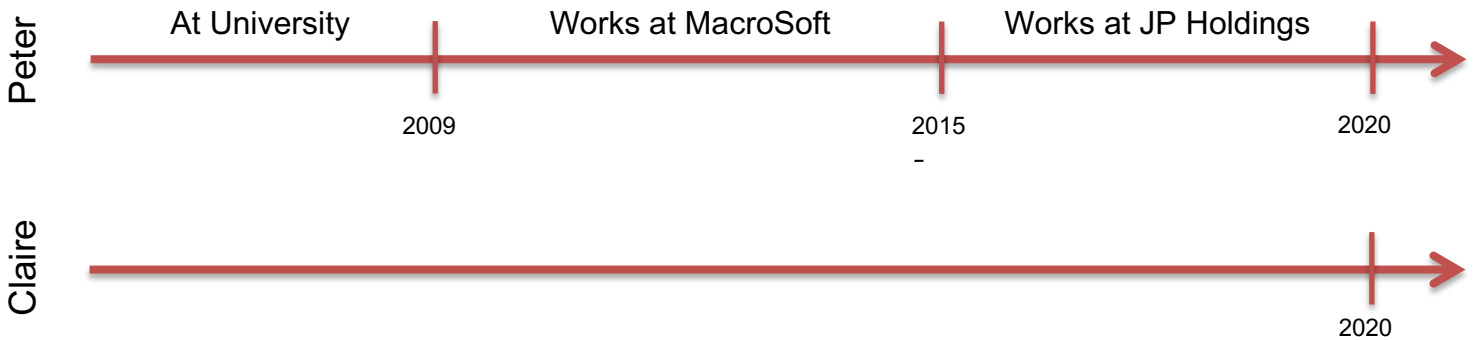 Peter
At University
Works at MacroSoft
Works at JP Holdings
2009
2015
2020
-
Claire
2020